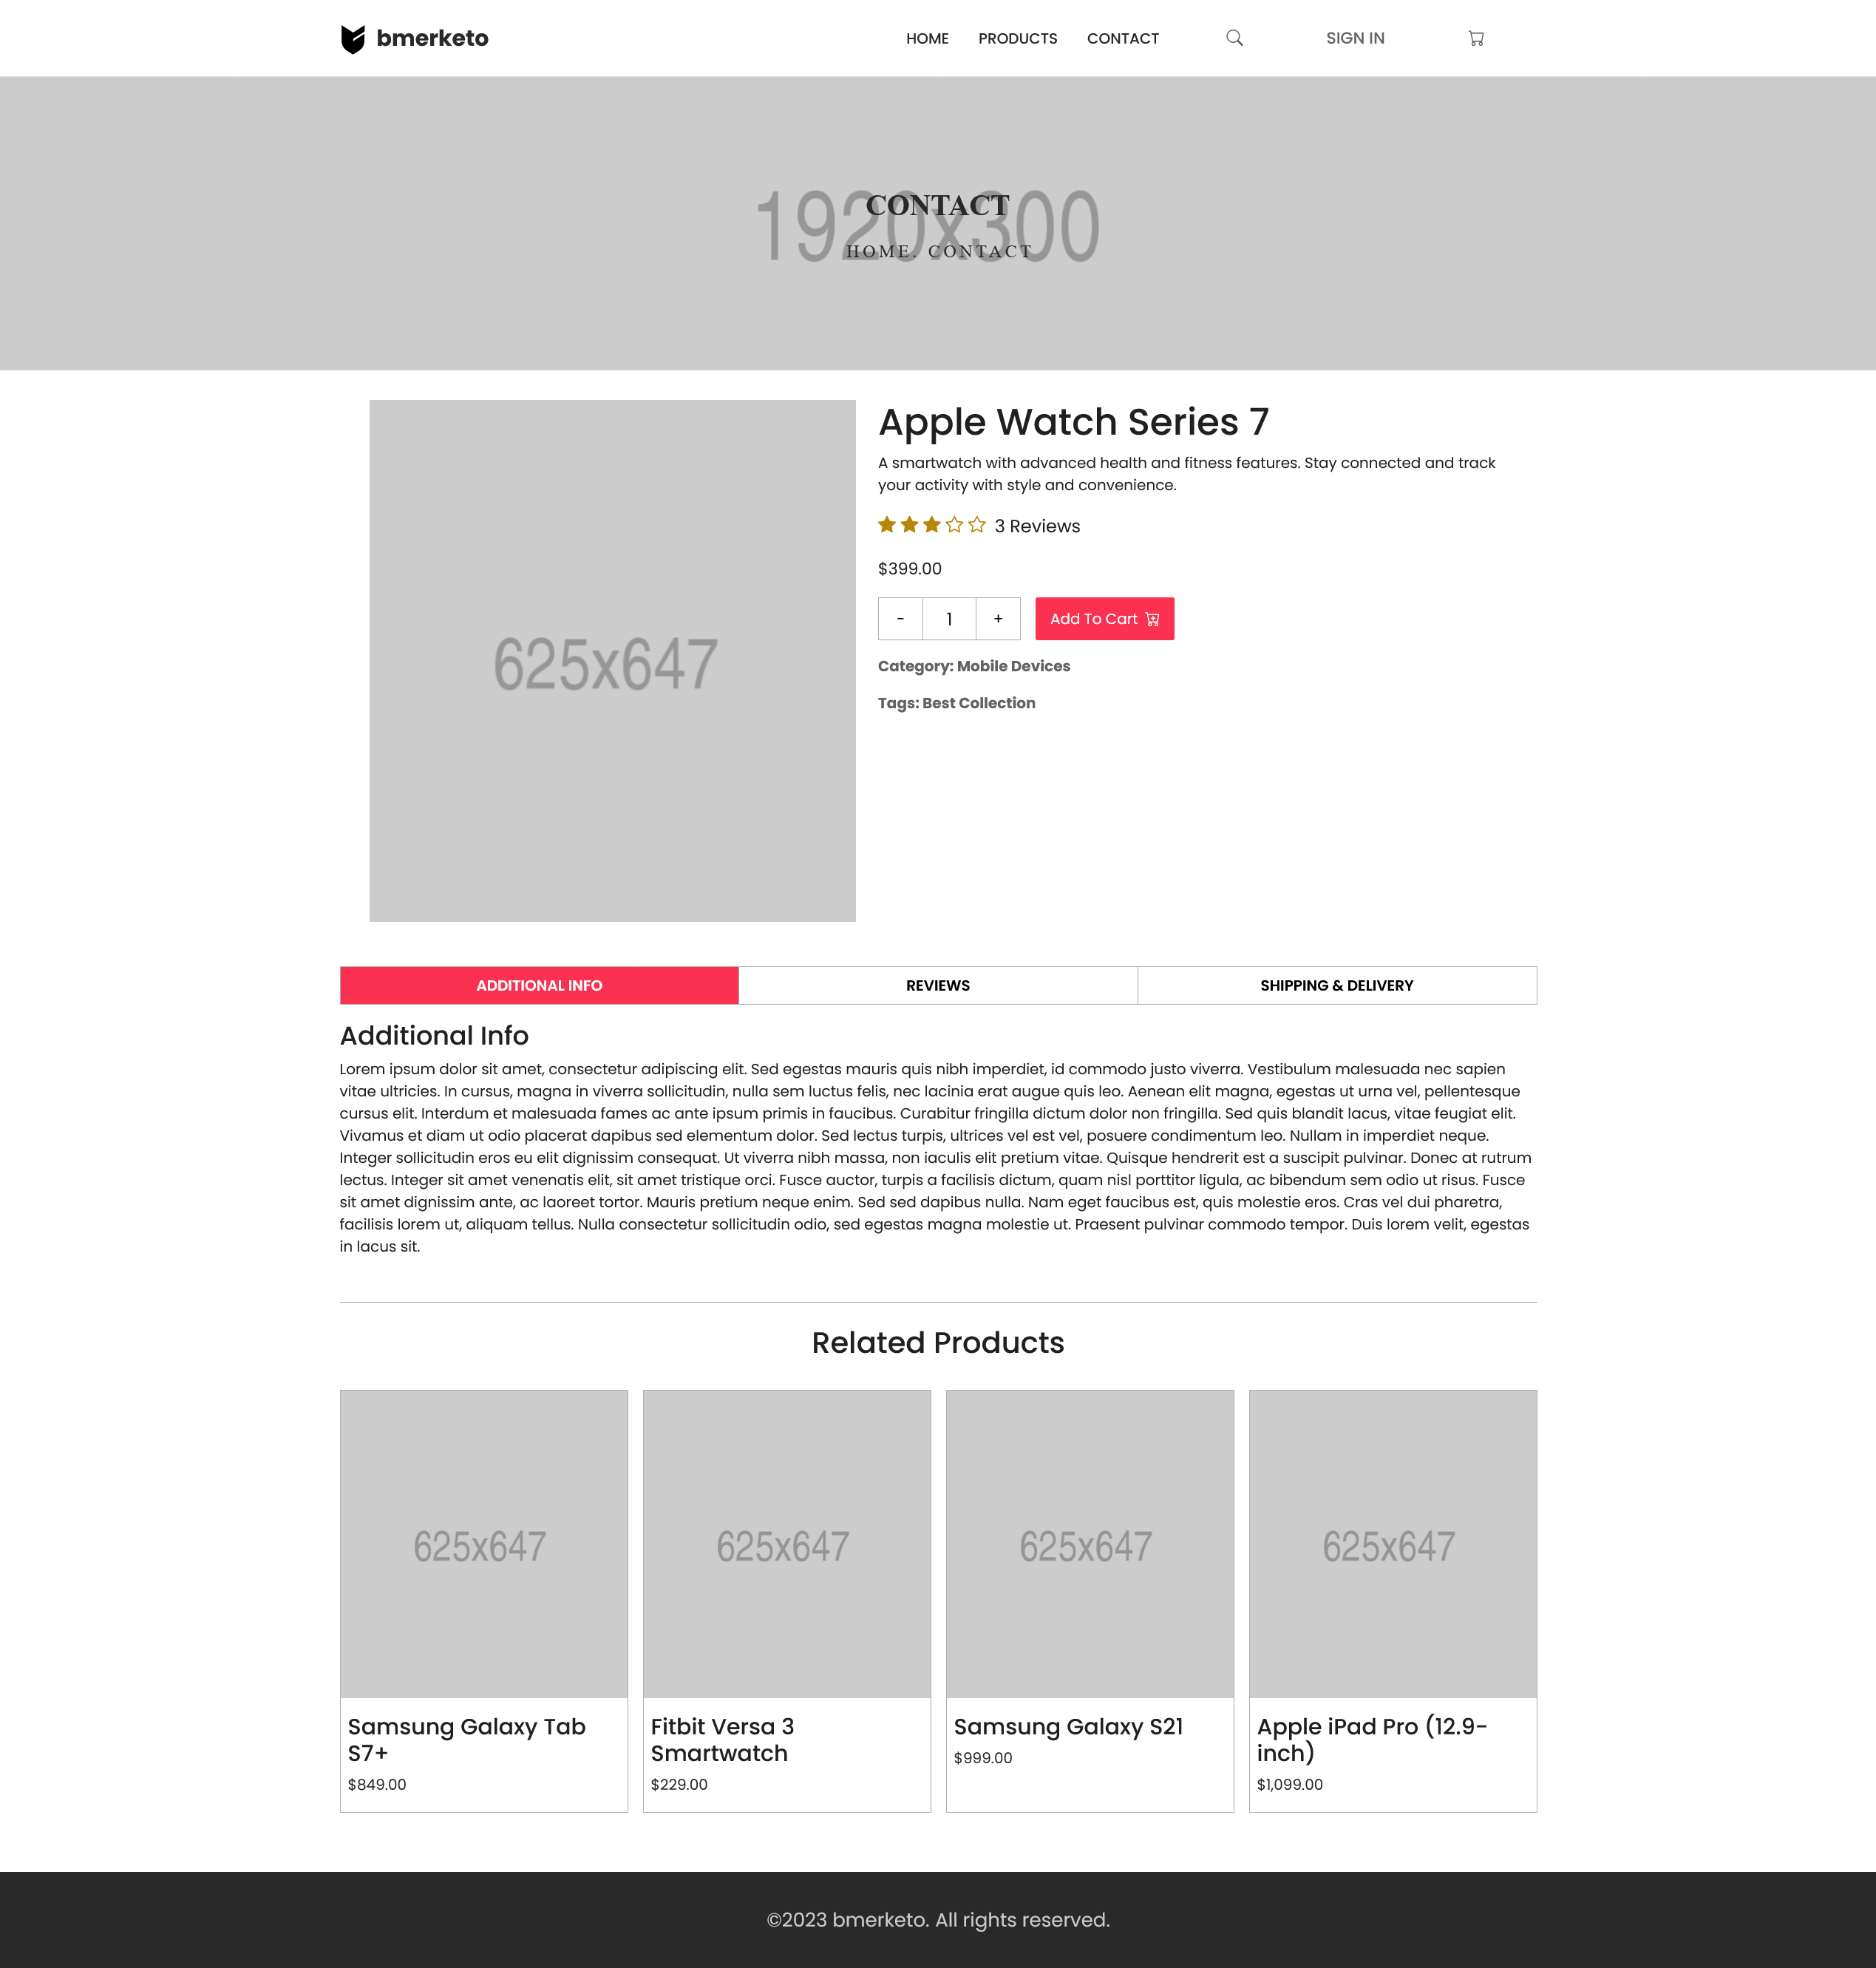 bmerketo
HOME PRODUCTS CONTACT SIGN IN
1920x300
CONTACT
HOME. CONTACT
625x647
Apple Watch Series 7
A smartwatch with advanced health and fitness features. Stay connected and track
your activity with style and convenience.
3 Reviews
$399.00
- 1 + Add To Cart
Category: Mobile Devices
Tags: Best Collection
ADDITIONAL INFO REVIEWS SHIPPING & DELIVERY
Additional Info
Lorem ipsum dolor sit amet, consectetur adipiscing elit. Sed egestas mauris quis nibh imperdiet, id commodo justo viverra. Vestibulum malesuada nec sapien
vitae ultricies. In cursus, magna in viverra sollicitudin, nulla sem luctus felis, nec lacinia erat augue quis leo. Aenean elit magna, egestas ut urna vel, pellentesque
cursus elit. Interdum et malesuada fames ac ante ipsum primis in faucibus. Curabitur fringilla dictum dolor non fringilla. Sed quis blandit lacus, vitae feugiat elit.
Vivamus et diam ut odio placerat dapibus sed elementum dolor. Sed lectus turpis, ultrices vel est vel, posuere condimentum leo. Nullam in imperdiet neque.
Integer sollicitudin eros eu elit dignissim consequat. Ut viverra nibh massa, non iaculis elit pretium vitae. Quisque hendrerit est a suscipit pulvinar. Donec at rutrum
lectus. Integer sit amet venenatis elit, sit amet tristique orci. Fusce auctor, turpis a facilisis dictum, quam nisl porttitor ligula, ac bibendum sem odio ut risus. Fusce
sit amet dignissim ante, ac laoreet tortor. Mauris pretium neque enim. Sed sed dapibus nulla. Nam eget faucibus est, quis molestie eros. Cras vel dui pharetra,
facilisis lorem ut, aliquam tellus. Nulla consectetur sollicitudin odio, sed egestas magna molestie ut. Praesent pulvinar commodo tempor. Duis lorem velit, egestas
in lacus sit.
Related Products
625x647
Samsung Galaxy Tab
S7+
$849.00
625x647
Fitbit Versa 3
Smartwatch
$229.00
625x647
Samsung Galaxy S21
$999.00
625x647
Apple iPad Pro (12.9-
inch)
$1,099.00
©2023 bmerketo. All rights reserved.